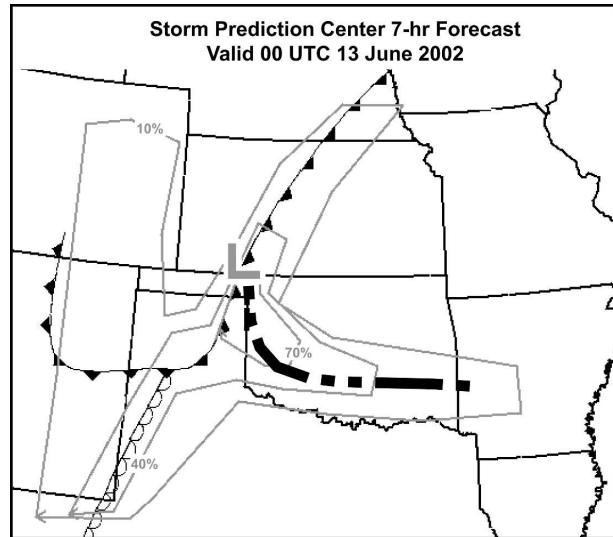 Storm Prediction Center 7-hr Forecast
Valid 00 UTC 13 June 2002
10%
L
70%
40%